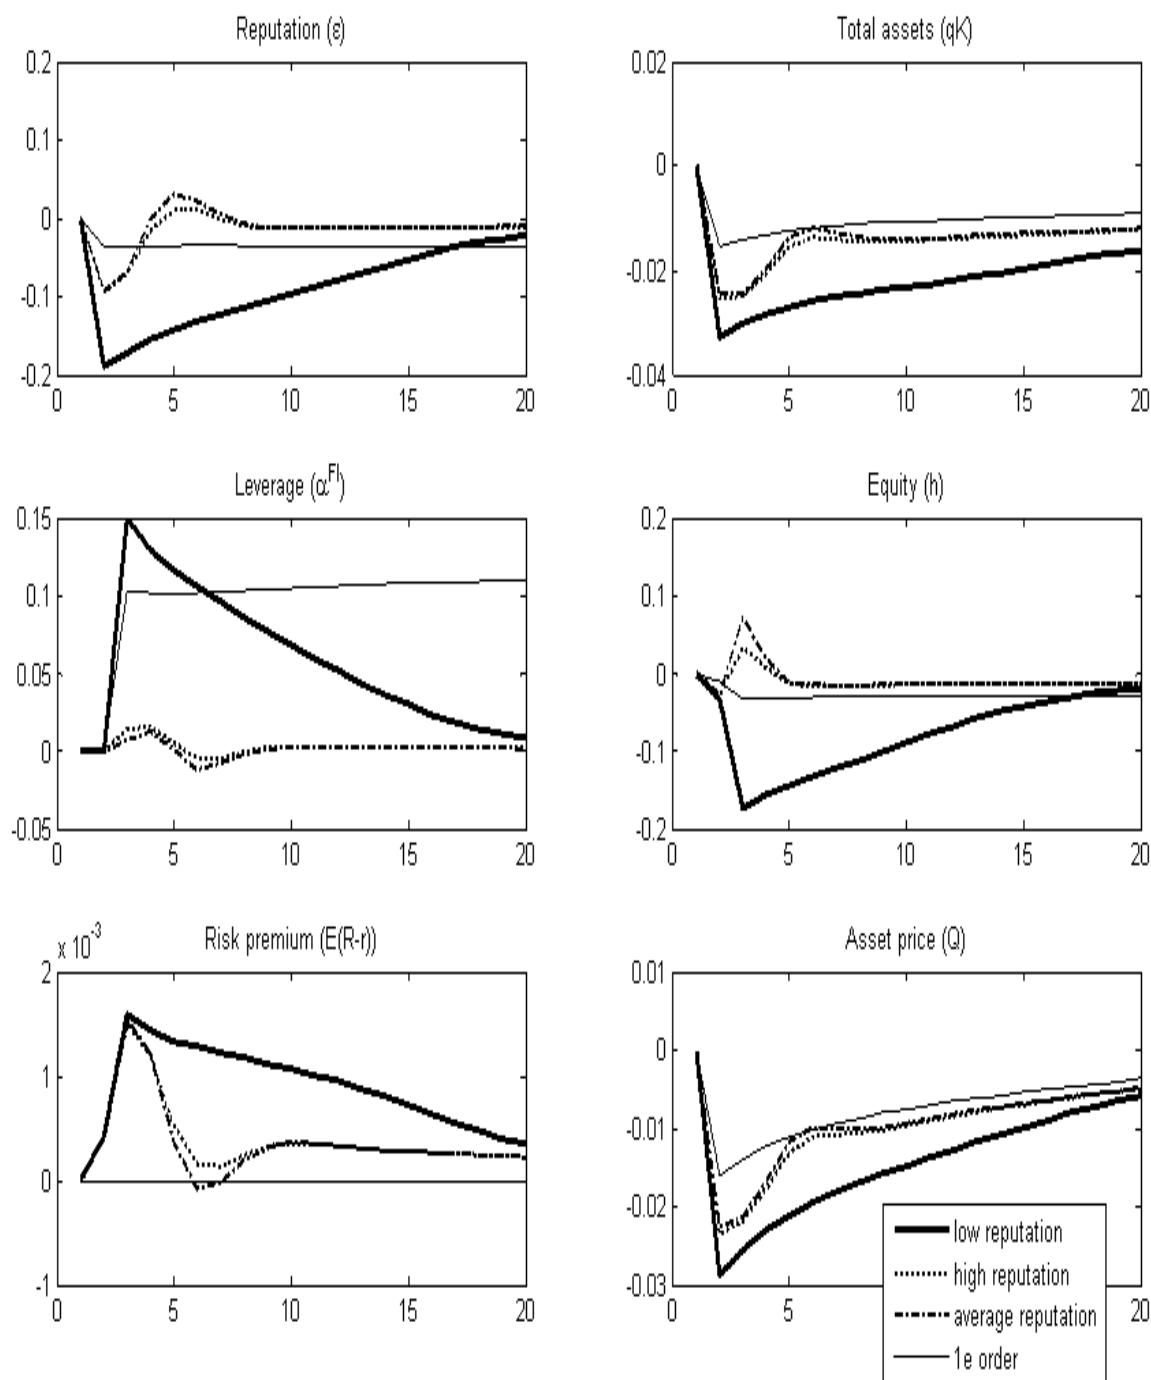 Reputation (ε)
0.2
0.1
0
-0.1
-0.2
0 5 10 15 20
Total assets (qK)
0.02
0
-0.02
-0.04
0 5 10 15 20
Leverage (α^FI)
0.15
0.1
0.05
0
-0.05
0 5 10 15 20
Equity (h)
0.2
0.1
0
-0.1
-0.2
0 5 10 15 20
Risk premium (E(R-r))
x 10^-3
2
1
0
-1
0 5 10 15 20
Asset price (Q)
0.01
0
-0.01
-0.02
-0.03
0 5 20
low reputation
high reputation
average reputation
1e order